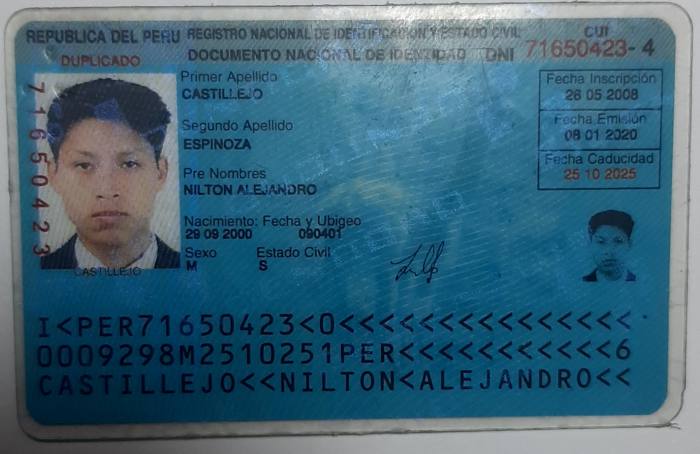 REPUBLICA DEL PERU REGISTRO NACIONAL DE IDENTIFICACION Y ESTADO CIVIL CUI
DUPLICADO DOCUMENTO NACIONAL DE IDENTIDAD DNI 71650423-4
Primer Apellido
CASTILLEJO
Segundo Apellido
ESPINOZA
Pre Nombres
NILTON ALEJANDRO
Nacimiento: Fecha y Ubigeo
29 09 2000 090401
Sexo Estado Civil
M S
Fecha Inscripción
26 05 2008
Fecha Emisión
08 01 2020
Fecha Caducidad
25 10 2025
71650423
CASTILLEJO
I<PER71650423<0<<<<<<<<<<<<<<<
0009298M2510251PER<<<<<<<<<<<6
CASTILLEJO<<NILTON<ALEJANDRO<<